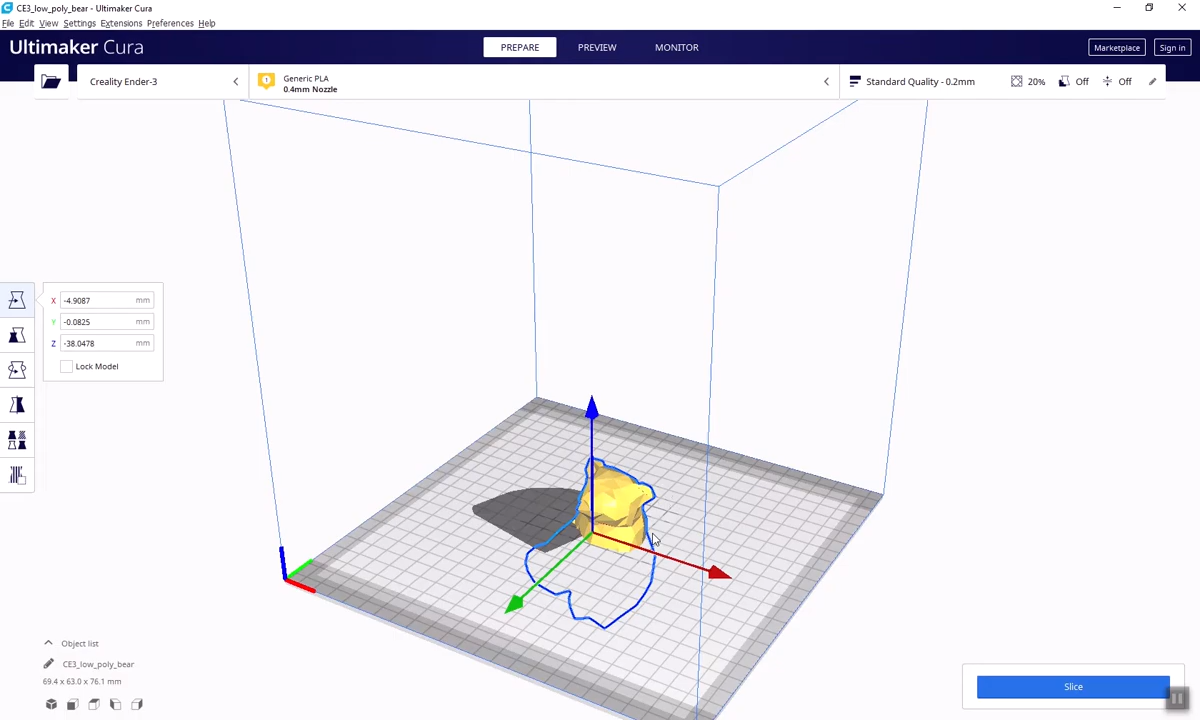 CE3_low_poly_bear - Ultimaker Cura
File Edit View Settings Extensions Preferences Help
Ultimaker Cura
PREPARE
PREVIEW
MONITOR
Marketplace
Sign in
Creality Ender-3
Generic PLA
0.4mm Nozzle
Standard Quality - 0.2mm
20%
Off
Off
X -4.9087 mm
Y -0.0825 mm
Z -38.0478 mm
Lock Model
Object list
CE3_low_poly_bear
69.4 x 63.0 x 76.1 mm
Slice